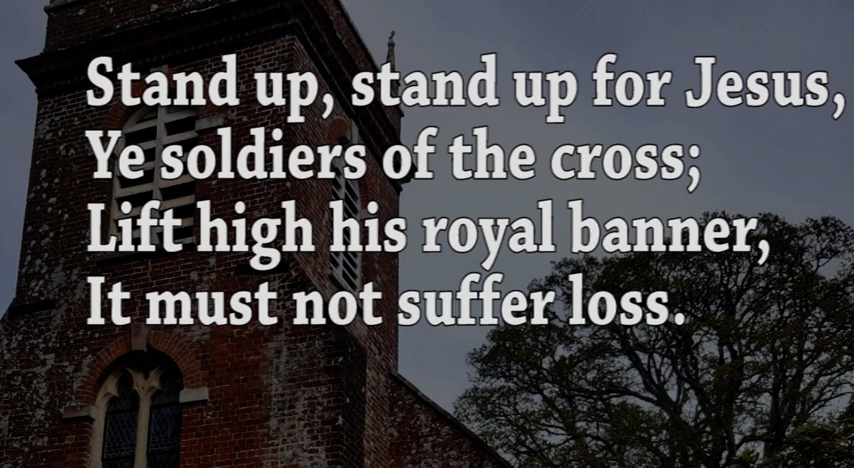 Stand up, stand up for Jesus,
Ye soldiers of the cross;
Lift high his royal banner,
It must not suffer loss.